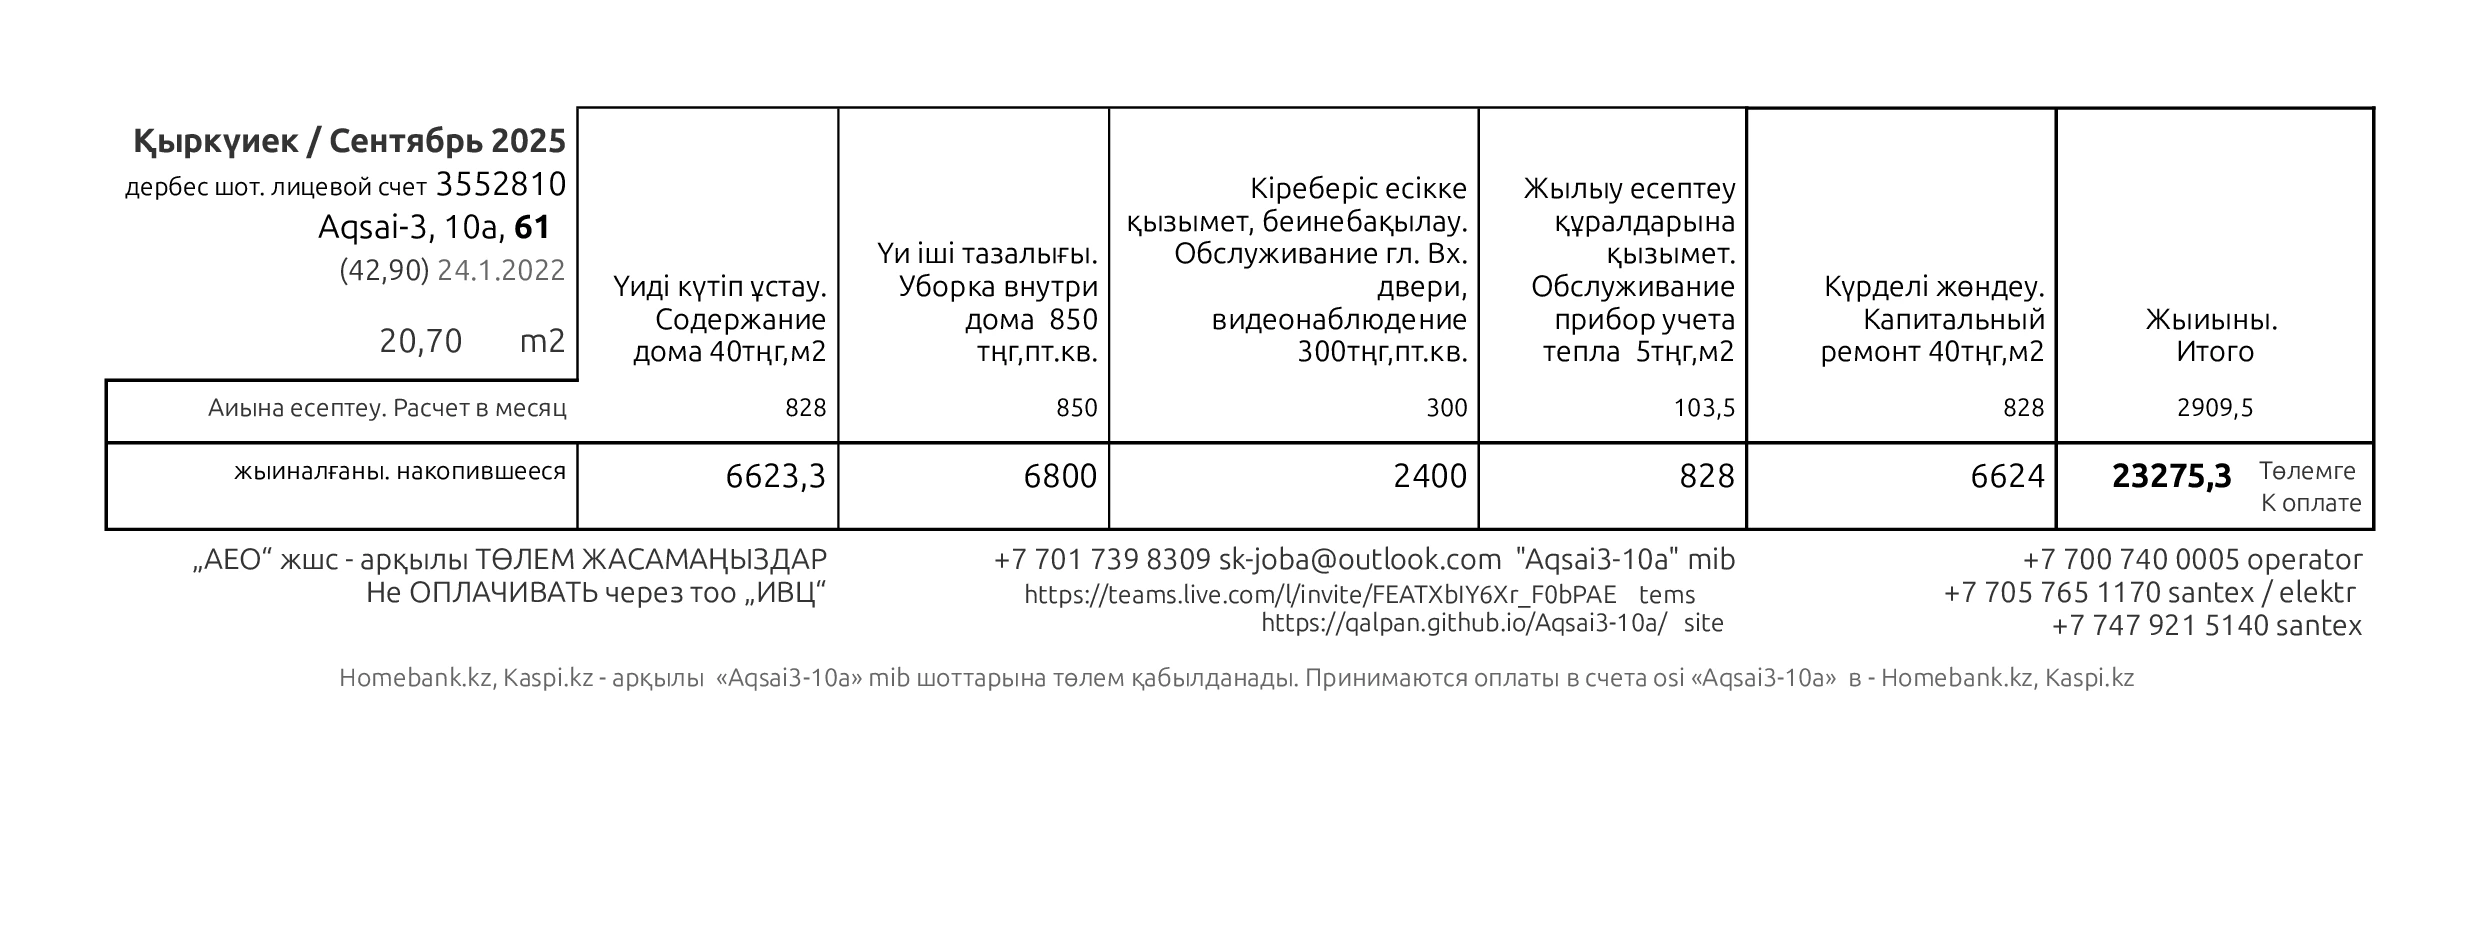 Қыркүиек / Сентябрь 2025
дербес шот. лицевой счет 3552810
Aqsai-3, 10a, 61
(42,90) 24.1.2022
20,70 m2
Үиді күтіп ұстау.
Содержание
дома 40тңг,м2
Үи іші тазалығы.
Уборка внутри
дома 850
тңг,пт.кв.
Кіреберіс есікке
қызымет, беинебақылау.
Обслуживание гл. Вх.
двери,
видеонаблюдение
300тңг,пт.кв.
Жылыу есептеу
құралдарына
қызымет.
Обслуживание
прибор учета
тепла 5тңг,м2
Күрделі жөндеу.
Капитальный
ремонт 40тңг,м2
Жыиыны.
Итого
Аиына есептеу. Расчет в месяц 828 850 300 103,5 828 2909,5
жыиналғаны. накопившееся 6623,3 6800 2400 828 6624 23275,3 Төлемге
К оплате
„АЕО“ жшс - арқылы ТӨЛЕМ ЖАСАМАҢЫЗДАР
Не ОПЛАЧИВАТЬ через тоо „ИВЦ“
+7 701 739 8309 sk-joba@outlook.com "Aqsai3-10a" mib
https://teams.live.com/l/invite/FEATXbIY6Xr_F0bPAE tems
https://qalpan.github.io/Aqsai3-10a/ site
+7 700 740 0005 operator
+7 705 765 1170 santex / elektr
+7 747 921 5140 santex
Homebank.kz, Kaspi.kz - арқылы «Aqsai3-10a» mib шоттарына төлем қабылданады. Принимаются оплаты в счета osi «Aqsai3-10a» в - Homebank.kz, Kaspi.kz